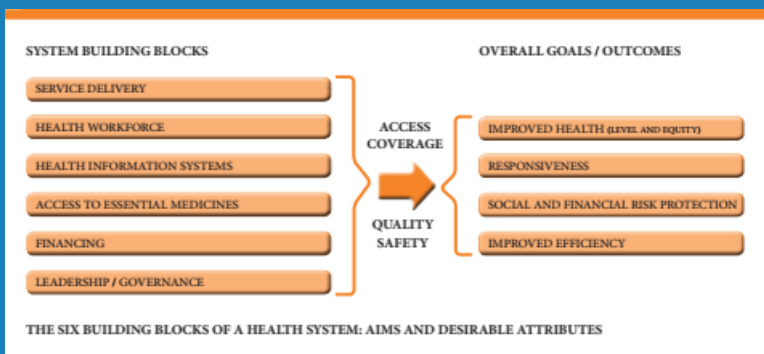 SYSTEM BUILDING BLOCKS
OVERALL GOALS / OUTCOMES
SERVICE DELIVERY
HEALTH WORKFORCE
HEALTH INFORMATION SYSTEMS
ACCESS TO ESSENTIAL MEDICINES
FINANCING
LEADERSHIP / GOVERNANCE
ACCESS
COVERAGE
QUALITY
SAFETY
IMPROVED HEALTH (LEVEL AND EQUITY)
RESPONSIVENESS
SOCIAL AND FINANCIAL RISK PROTECTION
IMPROVED EFFICIENCY
THE SIX BUILDING BLOCKS OF A HEALTH SYSTEM: AIMS AND DESIRABLE ATTRIBUTES